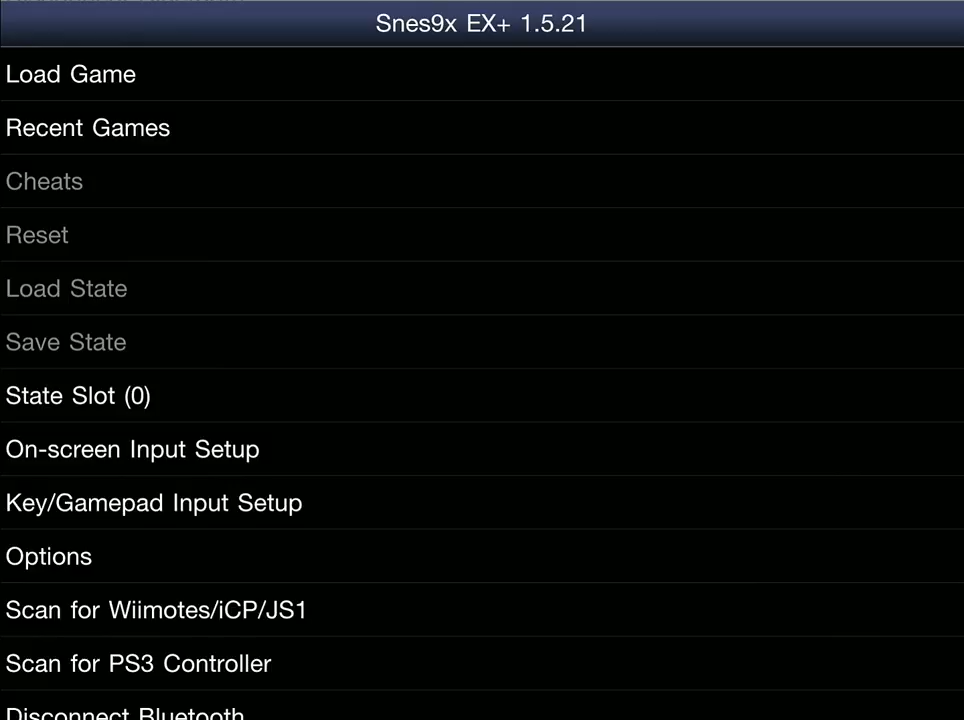 Snes9x EX+ 1.5.21
Load Game
Recent Games
Cheats
Reset
Load State
Save State
State Slot (0)
On-screen Input Setup
Key/Gamepad Input Setup
Options
Scan for Wiimotes/iCP/JS1
Scan for PS3 Controller
Disconnect Bluetooth